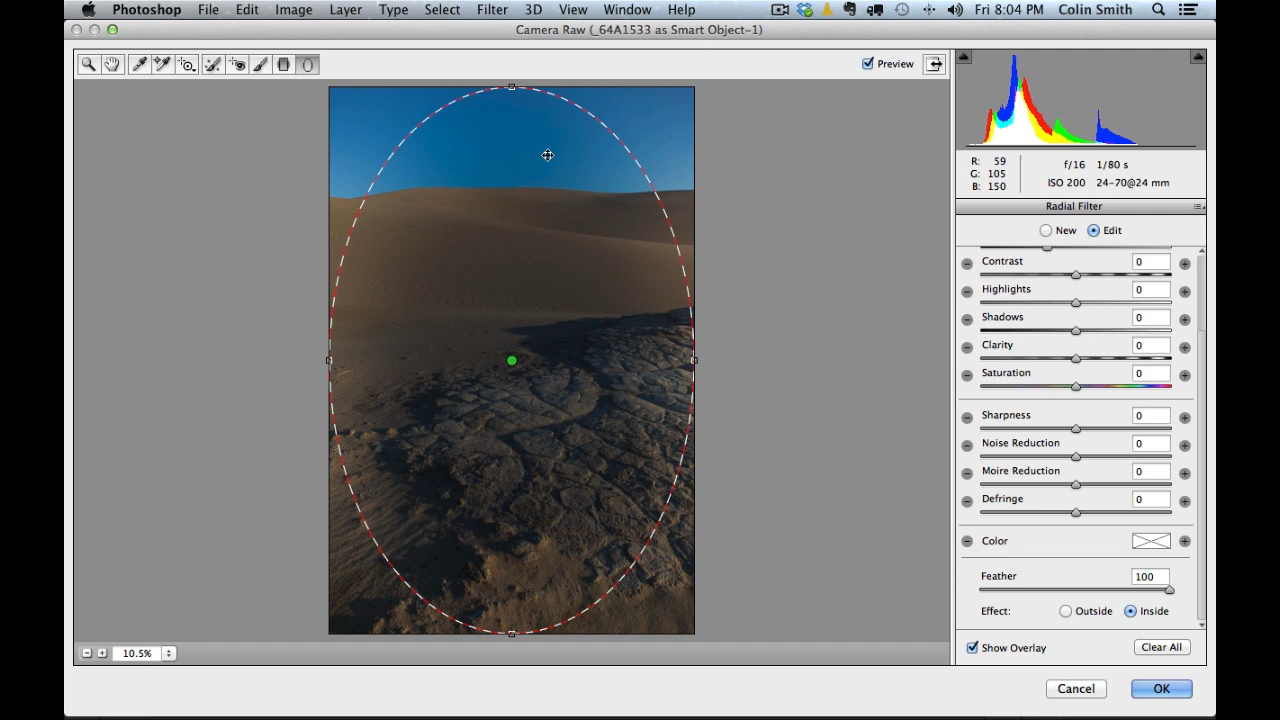 Photoshop File Edit Image Layer Type Select Filter 3D View Window Help Fri 8:04 PM Colin Smith
Camera Raw (_64A1533 as Smart Object-1)
Preview
R: 59
G: 105
B: 150
f/16 1/80 s
ISO 200 24-70@24 mm
Radial Filter
New Edit
Contrast 0
Highlights 0
Shadows 0
Clarity 0
Saturation 0
Sharpness 0
Noise Reduction 0
Moire Reduction 0
Defringe 0
Color
Feather 100
Effect: Outside Inside
Show Overlay Clear All
10.5%
Cancel OK